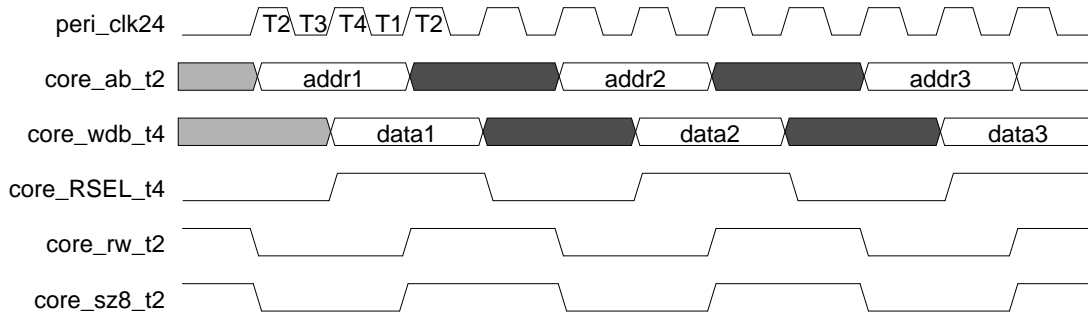 peri_clk24 T2 T3 T4 T1 T2
core_ab_t2 addr1 addr2 addr3
core_wdb_t4 data1 data2 data3
core_RSEL_t4
core_rw_t2
core_sz8_t2